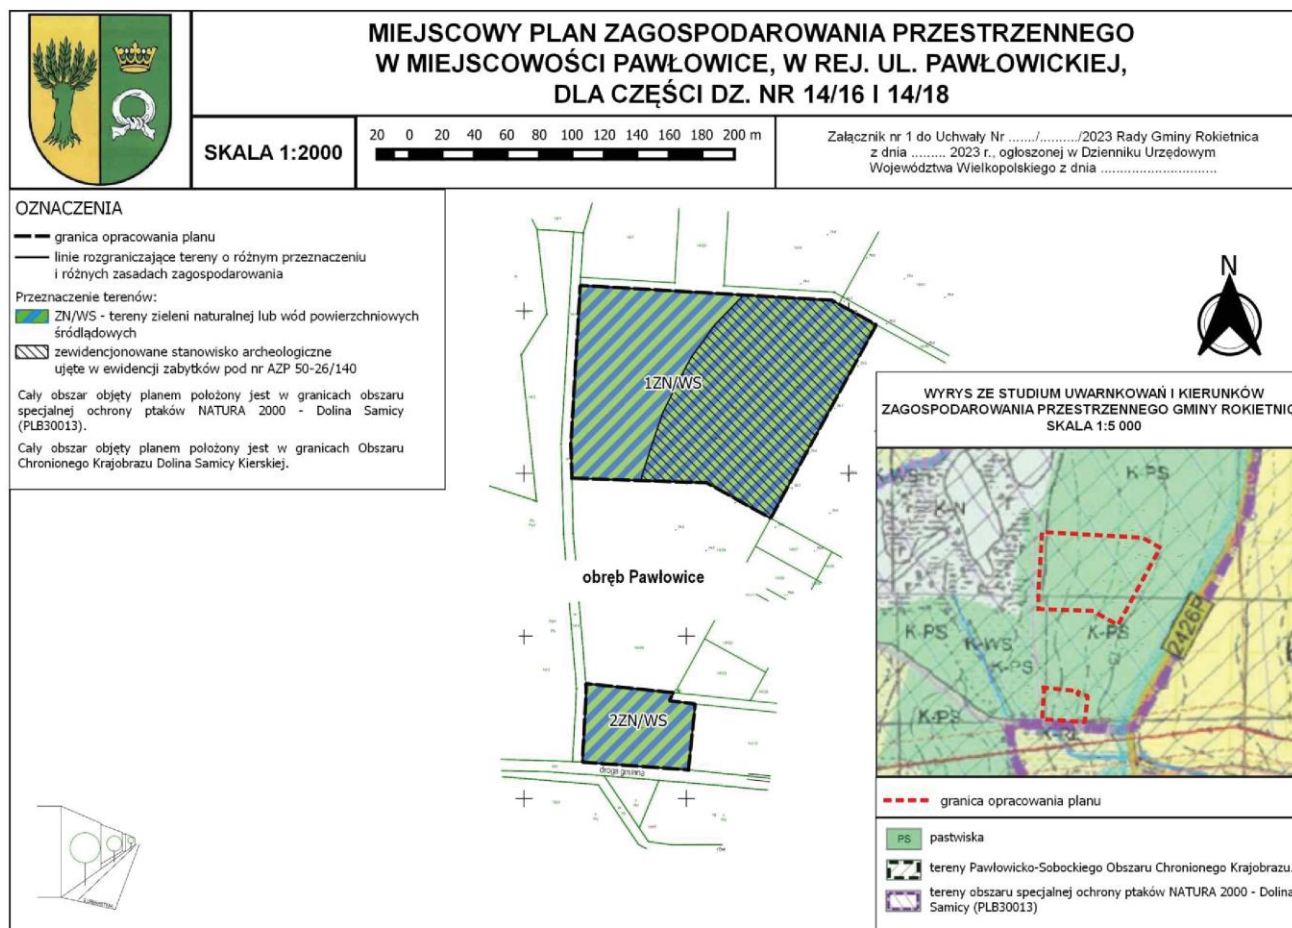 MIEJSCOWY PLAN ZAGOSPODAROWANIA PRZESTRZENNEGO
W MIEJSCOWOŚCI PAWŁOWICE, W REJ. UL. PAWŁOWICKIEJ,
DLA CZĘŚCI DZ. NR 14/16 I 14/18
SKALA 1:2000
20 0 20 40 60 80 100 120 140 160 180 200 m
Załącznik nr 1 do Uchwały Nr ......./........../2023 Rady Gminy Rokietnica
z dnia ......... 2023 r., ogłoszonej w Dzienniku Urzędowym
Województwa Wielkopolskiego z dnia ..............................
OZNACZENIA
granica opracowania planu
linie rozgraniczające tereny o różnym przeznaczeniu
i różnych zasadach zagospodarowania
Przeznaczenie terenów:
ZN/WS - tereny zieleni naturalnej lub wód powierzchniowych
śródlądowych
zewidencjonowane stanowisko archeologiczne
ujęte w ewidencji zabytków pod nr AZP 50-26/140
Cały obszar objęty planem położony jest w granicach obszaru
specjalnej ochrony ptaków NATURA 2000 - Dolina Samicy
(PLB30013).
Cały obszar objęty planem położony jest w granicach Obszaru
Chronionego Krajobrazu Dolina Samicy Kierskiej.
1ZN/WS
obręb Pawłowice
2ZN/WS
droga gminna
N
WYRYS ZE STUDIUM UWARNKOWAŃ I KIERUNKÓW
ZAGOSPODAROWANIA PRZESTRZENNEGO GMINY ROKIETNIC
SKALA 1:5 000
K-PS
K-WS
K-N
K-PS
K-WS
K-PS
K-PS
K-PS
2426P
granica opracowania planu
PS pastwiska
tereny Pawłowicko-Sobockiego Obszaru Chronionego Krajobrazu.
tereny obszaru specjalnej ochrony ptaków NATURA 2000 - Dolina
Samicy (PLB30013)